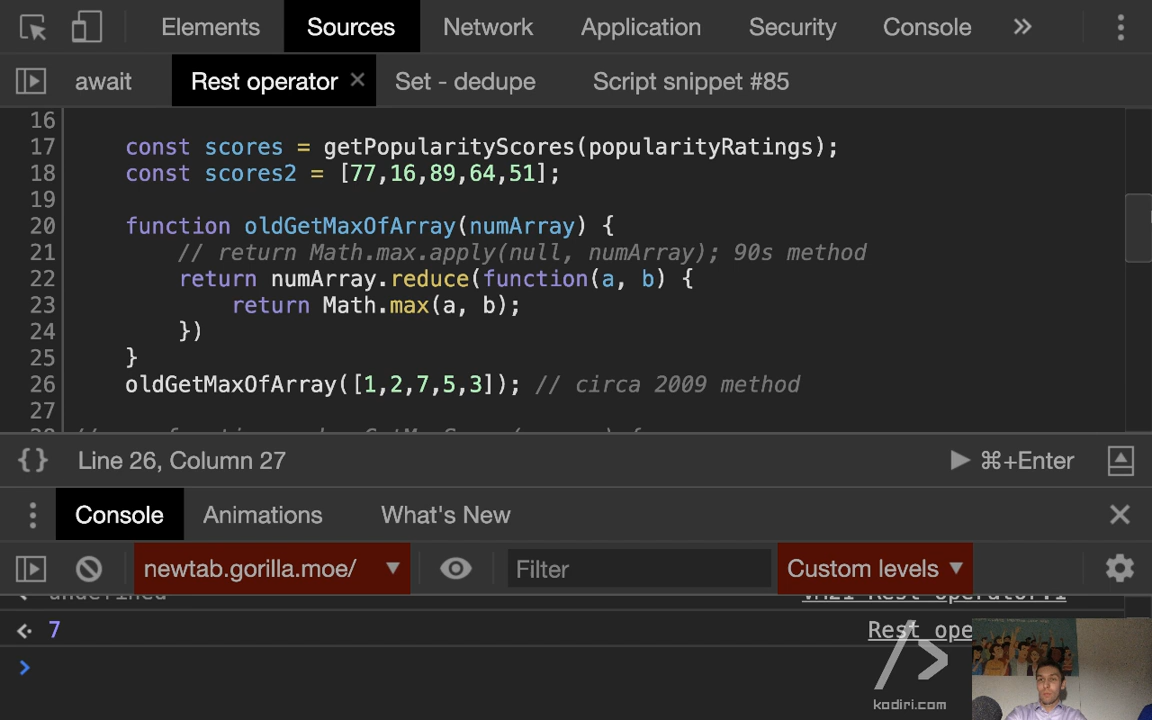 Elements Sources Network Application Security Console »
await Rest operator × Set - dedupe Script snippet #85
16
17 const scores = getPopularityScores(popularityRatings);
18 const scores2 = [77,16,89,64,51];
19
20 function oldGetMaxOfArray(numArray) {
21 // return Math.max.apply(null, numArray); 90s method
22 return numArray.reduce(function(a, b) {
23 return Math.max(a, b);
24 })
25 }
26 oldGetMaxOfArray([1,2,7,5,3]); // circa 2009 method
27
{} Line 26, Column 27 ⌘+Enter
Console Animations What's New
newtab.gorilla.moe/ Filter Custom levels
undefined
7 Rest ope
/>
kodiri.com